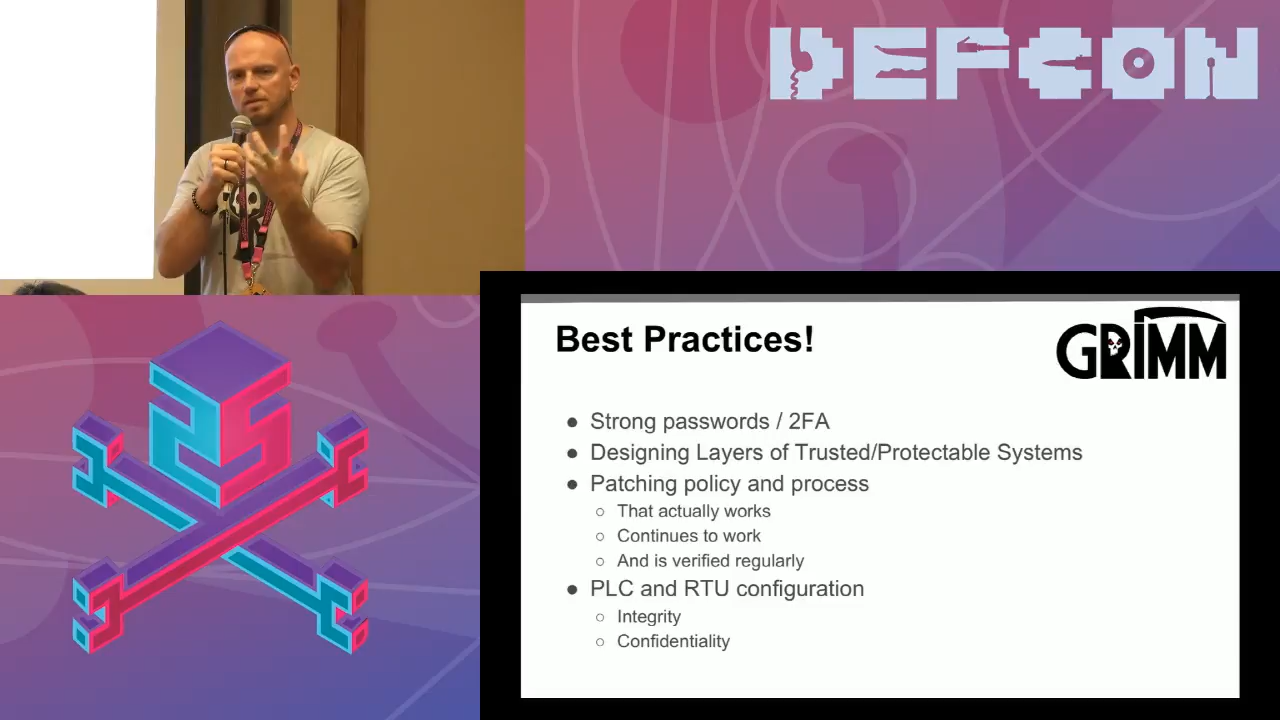 DEFCON
Best Practices!
GRIMM
25
● Strong passwords / 2FA
● Designing Layers of Trusted/Protectable Systems
● Patching policy and process
○ That actually works
○ Continues to work
○ And is verified regularly
● PLC and RTU configuration
○ Integrity
○ Confidentiality